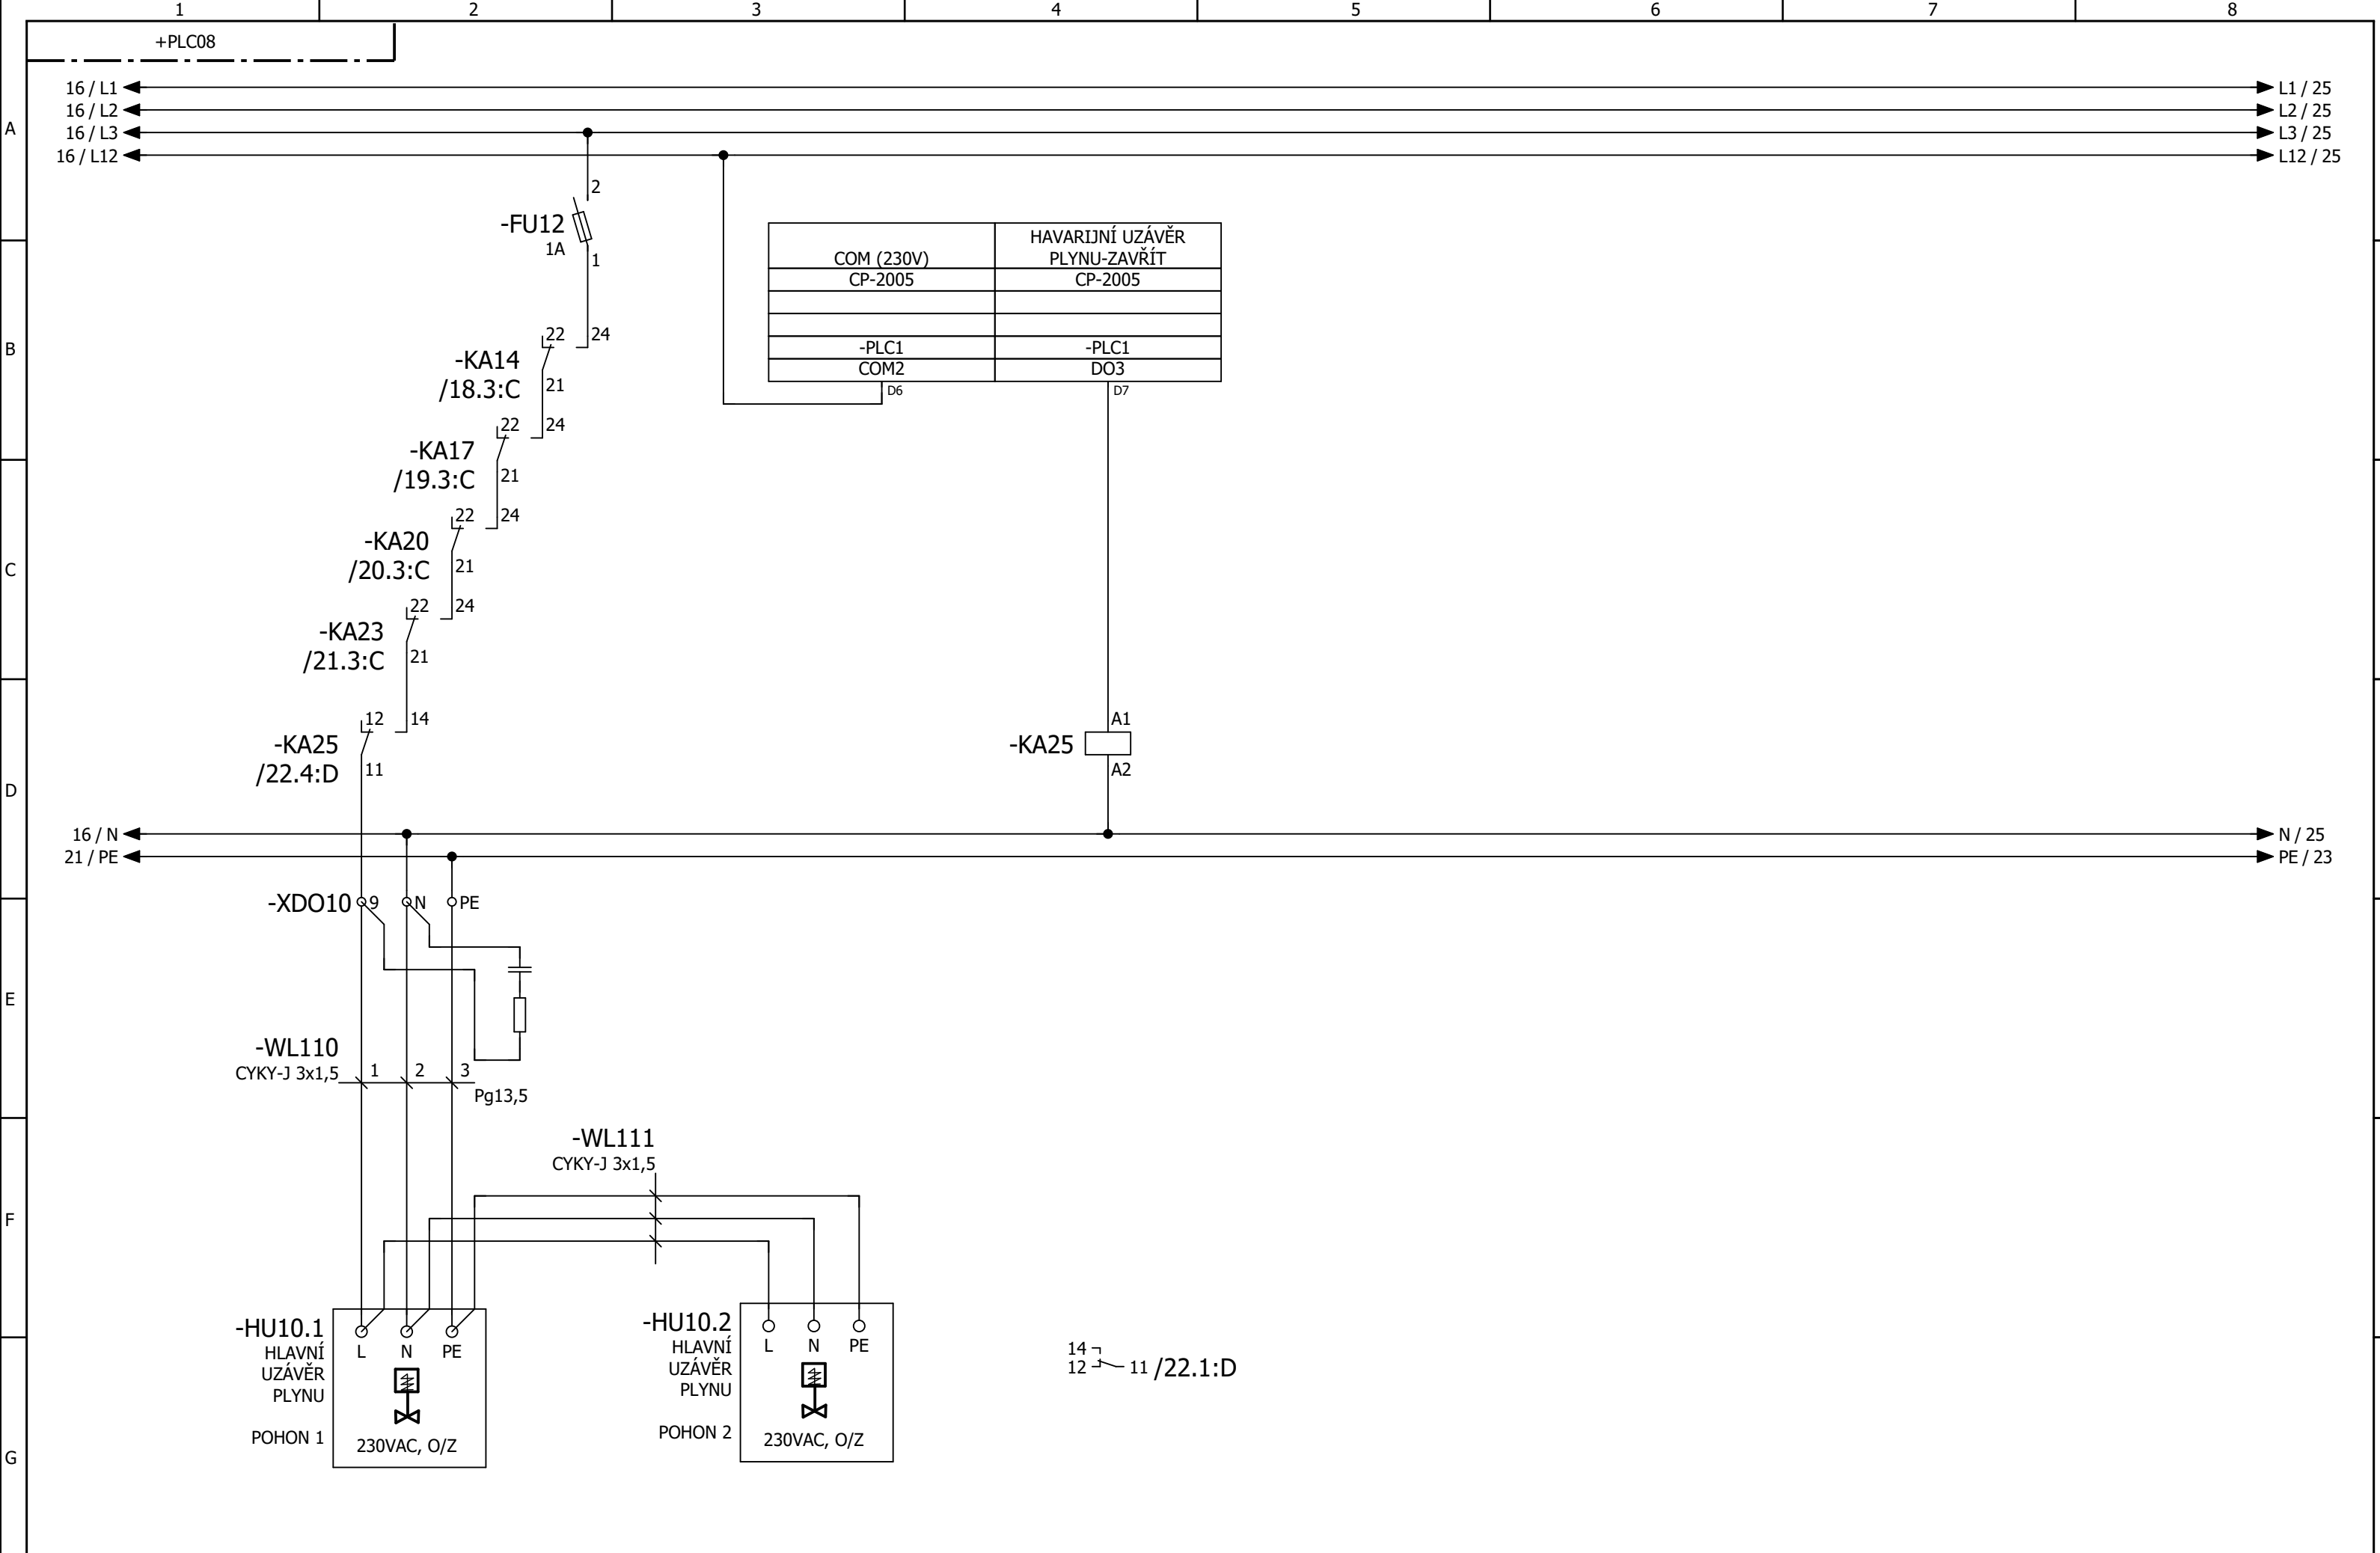 1 2 3 4 5 6 7 8
+PLC08
16 / L1 L1 / 25
16 / L2 L2 / 25
A
16 / L3 L3 / 25
16 / L12 L12 / 25
2
-FU12
1A
1
COM (230V)
HAVARIJNÍ UZÁVĚR
PLYNU-ZAVŘÍT
CP-2005 CP-2005
-PLC1 -PLC1
COM2 DO3
D6 D7
B
22 24
-KA14
/18.3:C
21
22 24
-KA17
/19.3:C
21
22 24
-KA20
/20.3:C
21
C
22 24
-KA23
/21.3:C
21
12 14
-KA25
/22.4:D
11
A1
-KA25
A2
D
16 / N N / 25
21 / PE PE / 23
-XDO10 9 N PE
E
-WL110
CYKY-J 3x1,5
1 2 3
Pg13,5
-WL111
CYKY-J 3x1,5
F
-HU10.1
HLAVNÍ
UZÁVĚR
PLYNU
POHON 1
L N PE
230VAC, O/Z
-HU10.2
HLAVNÍ
UZÁVĚR
PLYNU
POHON 2
L N PE
230VAC, O/Z
14
12 11 /22.1:D
G